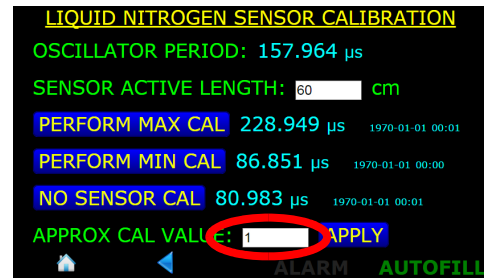 LIQUID NITROGEN SENSOR CALIBRATION
OSCILLATOR PERIOD: 157.964 µs
SENSOR ACTIVE LENGTH: 60 cm
PERFORM MAX CAL 228.949 µs 1970-01-01 00:01
PERFORM MIN CAL 86.851 µs 1970-01-01 00:00
NO SENSOR CAL 80.983 µs 1970-01-01 00:01
APPROX CAL VALUE: 1 APPLY
ALARM AUTOFILL